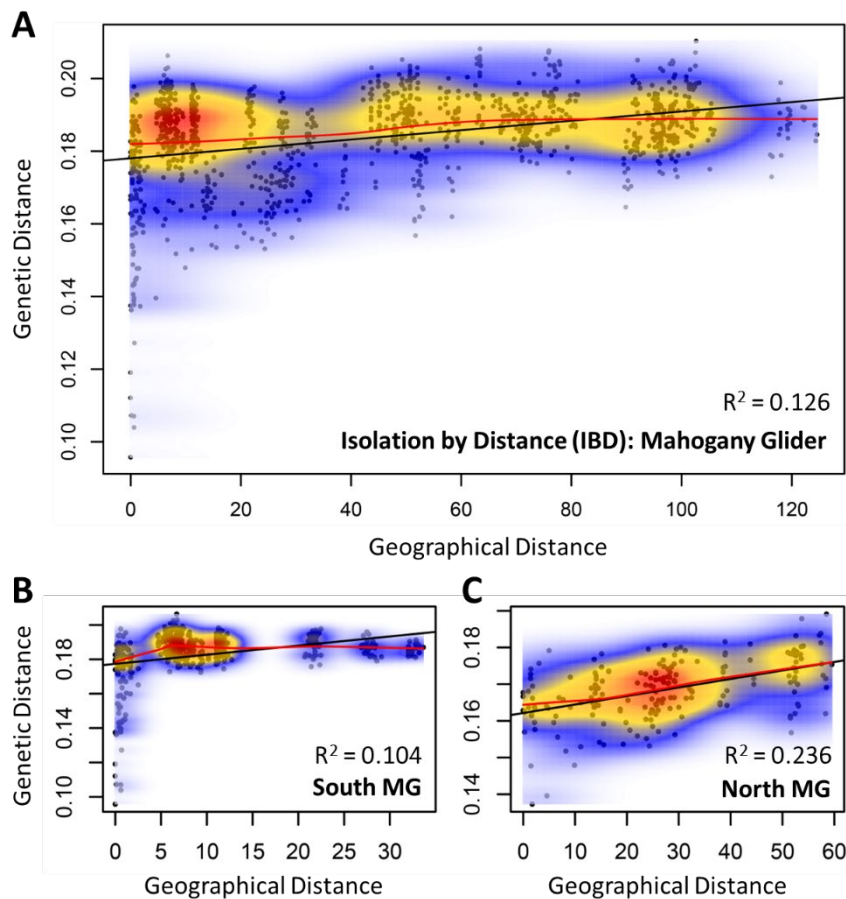 A
Genetic Distance
0.20
0.18
0.16
0.14
0.12
0.10
R² = 0.126
Isolation by Distance (IBD): Mahogany Glider
0 20 40 60 80 100 120
Geographical Distance
B
Genetic Distance
0.18
0.14
0.10
R² = 0.104
South MG
0 5 10 15 20 25 30
Geographical Distance
C
0.18
0.16
0.14
R² = 0.236
North MG
0 10 20 30 40 50 60
Geographical Distance